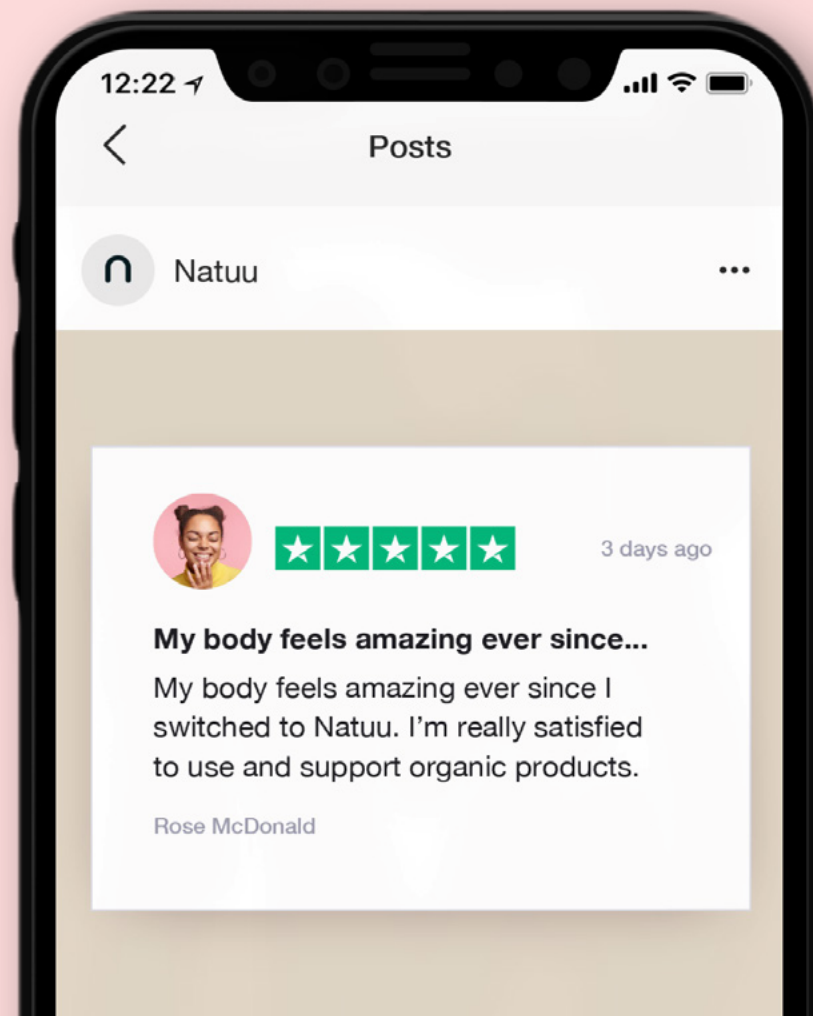 12:22
Posts
Natuu
3 days ago
My body feels amazing ever since...
My body feels amazing ever since I
switched to Natuu. I’m really satisfied
to use and support organic products.
Rose McDonald